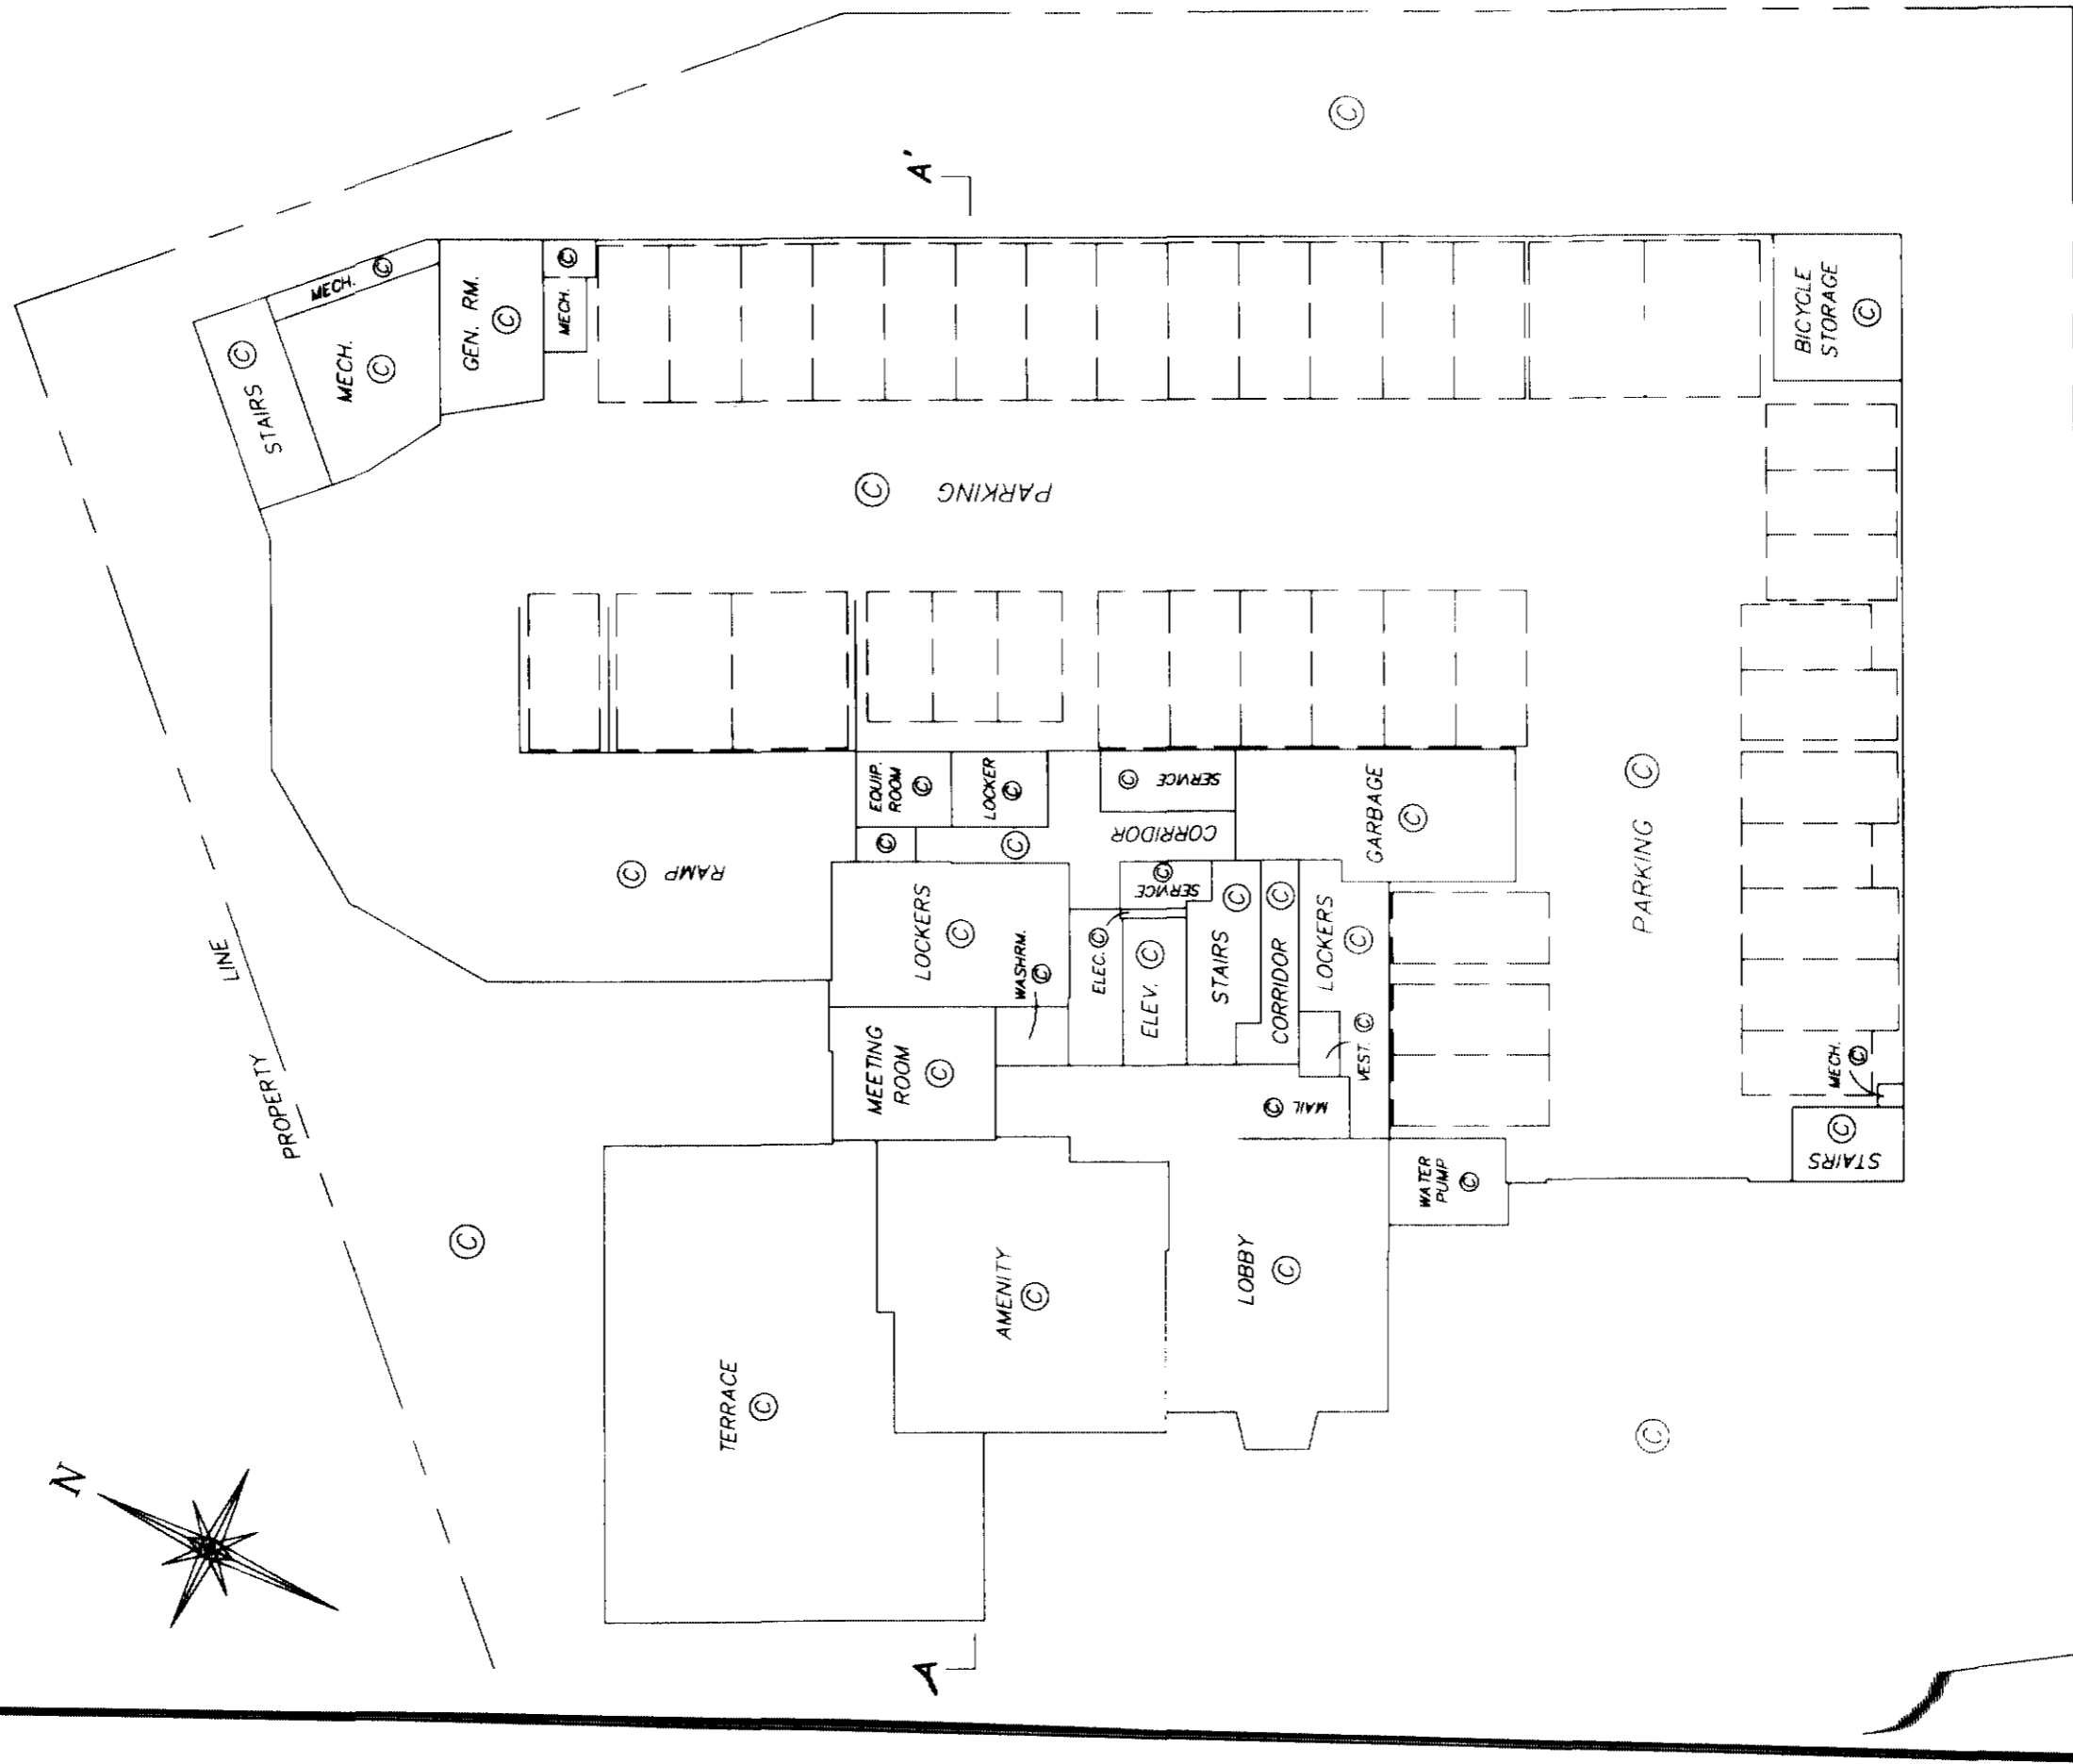 N
PROPERTY LINE
A
A'
©
©
©
STAIRS ©
MECH. ©
MECH. ©
GEN. RM. ©
MECH. ©
BICYCLE
STORAGE
©
© PARKING
PARKING ©
© RAMP
EQUIP.
ROOM
©
LOCKER
©
©
© SERVICE
© CORRIDOR
GARBAGE
©
LOCKERS
©
WASHRM.
©
ELEC. ©
©
SERVICE
ELEV. ©
STAIRS ©
CORRIDOR ©
LOCKERS
©
VEST. ©
MEETING
ROOM
©
© MAIL
WATER
PUMP
©
MECH.
©
©
STAIRS
TERRACE
©
AMENITY
©
LOBBY
©